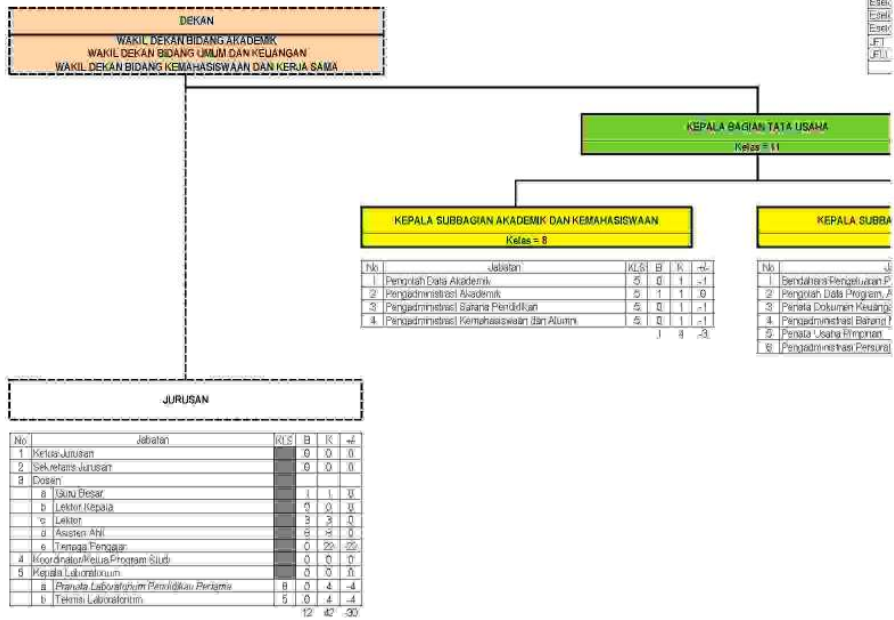 DEKAN
WAKIL DEKAN BIDANG AKADEMIK
WAKIL DEKAN BIDANG UMUM DAN KEUANGAN
WAKIL DEKAN BIDANG KEMAHASISWAAN DAN KERJA SAMA
JFT
KEPALA BAGIAN TATA USAHA
Kelas = 11
KEPALA SUBBAGIAN AKADEMIK DAN KEMAHASISWAAN
Kelas = 8
KEPALA SUBBA
No Jabatan KLS B K +/-
1 Pengolah Data Akademik 5 0 1 -1
2 Pengadministrasi Akademik 5 1 1 0
3 Pengadministrasi Sarana Pendidikan 5 0 1 -1
4 Pengadministrasi Kemahasiswaan dan Alumni 5 0 1 -1
1 4 -3
No
1 Bendahara Pengeluaran P
2 Pengolah Data Program, A
3 Penata Dokumen Keuanga
4 Pengadministrasi Barang
5 Penata Usaha Pimpinan
6 Pengadministrasi Persurat
JURUSAN
No Jabatan KLS B K +/-
1 Ketua Jurusan 0 0 0
2 Sekretaris Jurusan 0 0 0
3 Dosen
a Guru Besar 1 1 0
b Lektor Kepala 0 0 0
c Lektor 3 3 0
d Asisten Ahli 8 8 0
e Tenaga Pengajar 0 22 -22
4 Koordinator/Ketua Program Studi 0 0 0
5 Kepala Laboratorium 0 0 0
a Pranata Laboratorium Pendidikan Pertama 8 0 4 -4
b Teknisi Laboratorium 5 0 4 -4
12 42 -30